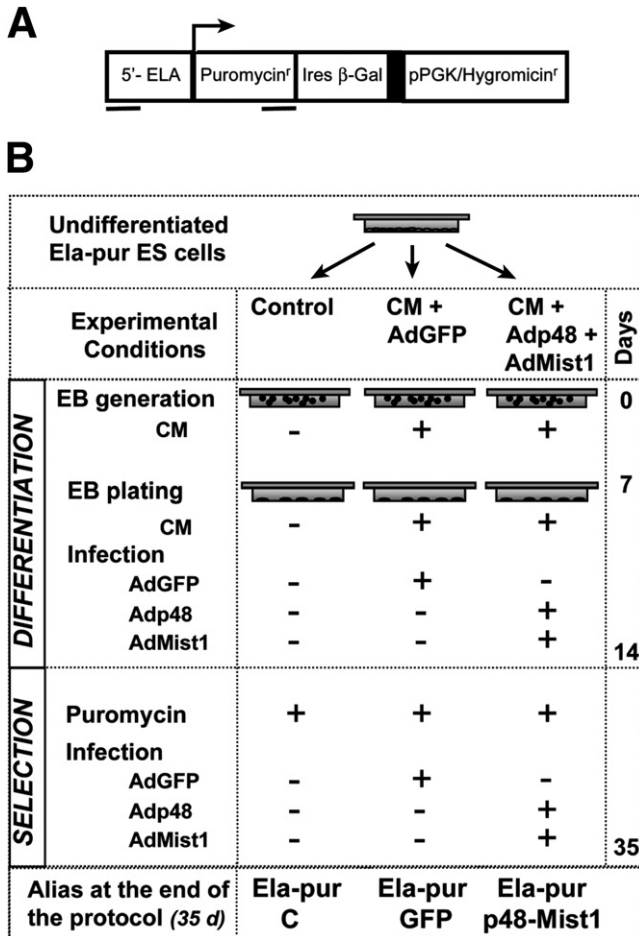 A
5'- ELA Puromycinʳ Ires β-Gal pPGK/Hygromicinʳ
B
Undifferentiated
Ela-pur ES cells
Experimental
Conditions
Control
CM +
AdGFP
CM +
Adp48 +
AdMist1
Days
DIFFERENTIATION
EB generation 0
CM - + +
EB plating 7
CM - + +
Infection
AdGFP - + -
Adp48 - - +
AdMist1 - - +
14
SELECTION
Puromycin + + +
Infection
AdGFP - + -
Adp48 - - +
AdMist1 - - +
35
Alias at the end of
the protocol (35 d)
Ela-pur
C
Ela-pur
GFP
Ela-pur
p48-Mist1